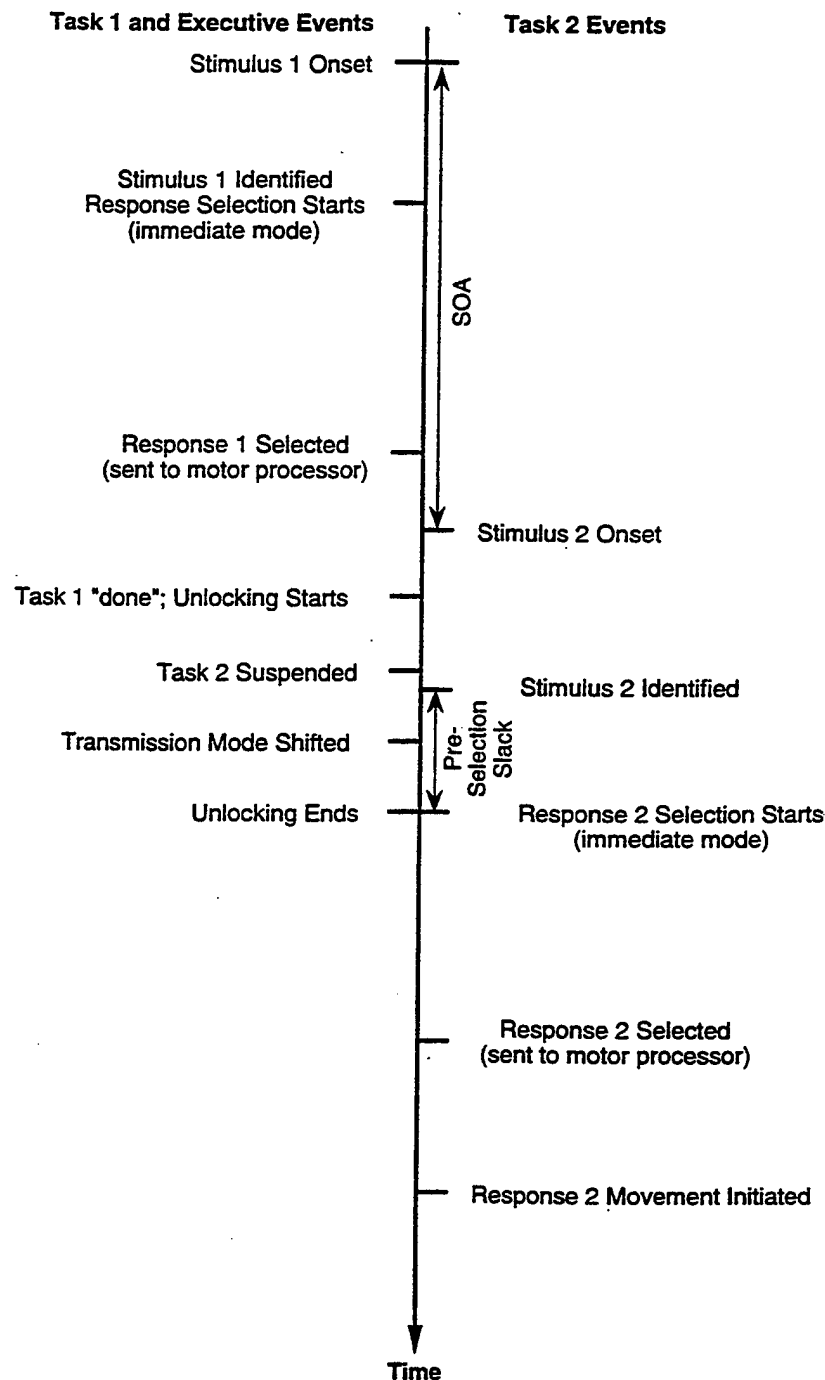 Task 1 and Executive Events
Task 2 Events
Stimulus 1 Onset
Stimulus 1 Identified
Response Selection Starts
(immediate mode)
SOA
Response 1 Selected
(sent to motor processor)
Stimulus 2 Onset
Task 1 "done"; Unlocking Starts
Task 2 Suspended
Stimulus 2 Identified
Pre-
Selection
Slack
Transmission Mode Shifted
Unlocking Ends
Response 2 Selection Starts
(immediate mode)
Response 2 Selected
(sent to motor processor)
Response 2 Movement Initiated
Time